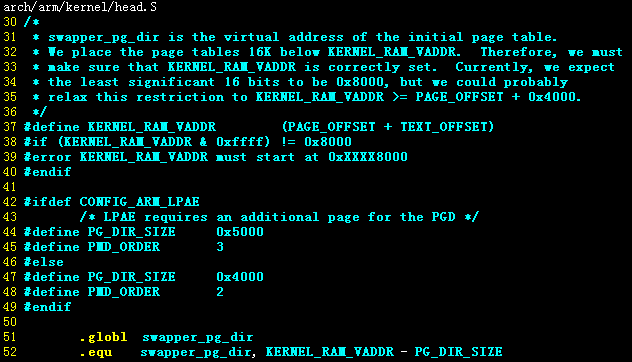 arch/arm/kernel/head.S
30 /*
31  * swapper_pg_dir is the virtual address of the initial page table.
32  * We place the page tables 16K below KERNEL_RAM_VADDR.  Therefore, we must
33  * make sure that KERNEL_RAM_VADDR is correctly set.  Currently, we expect
34  * the least significant 16 bits to be 0x8000, but we could probably
35  * relax this restriction to KERNEL_RAM_VADDR >= PAGE_OFFSET + 0x4000.
36  */
37 #define KERNEL_RAM_VADDR        (PAGE_OFFSET + TEXT_OFFSET)
38 #if (KERNEL_RAM_VADDR & 0xffff) != 0x8000
39 #error KERNEL_RAM_VADDR must start at 0xXXXX8000
40 #endif
41
42 #ifdef CONFIG_ARM_LPAE
43         /* LPAE requires an additional page for the PGD */
44 #define PG_DIR_SIZE     0x5000
45 #define PMD_ORDER       3
46 #else
47 #define PG_DIR_SIZE     0x4000
48 #define PMD_ORDER       2
49 #endif
50
51         .globl  swapper_pg_dir
52         .equ    swapper_pg_dir, KERNEL_RAM_VADDR - PG_DIR_SIZE